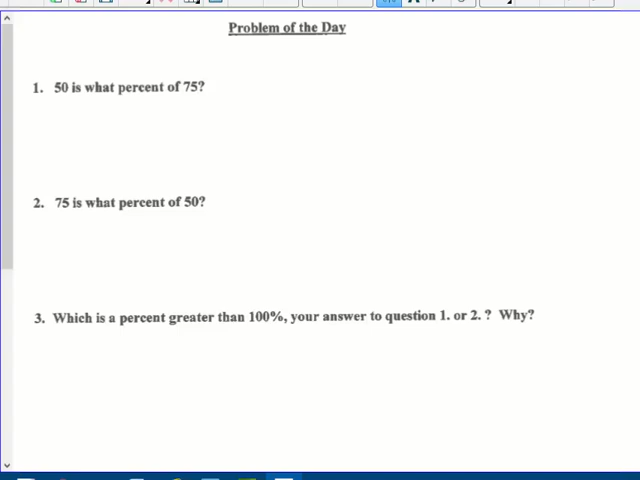 Problem of the Day
1. 50 is what percent of 75?
2. 75 is what percent of 50?
3. Which is a percent greater than 100%, your answer to question 1. or 2. ? Why?